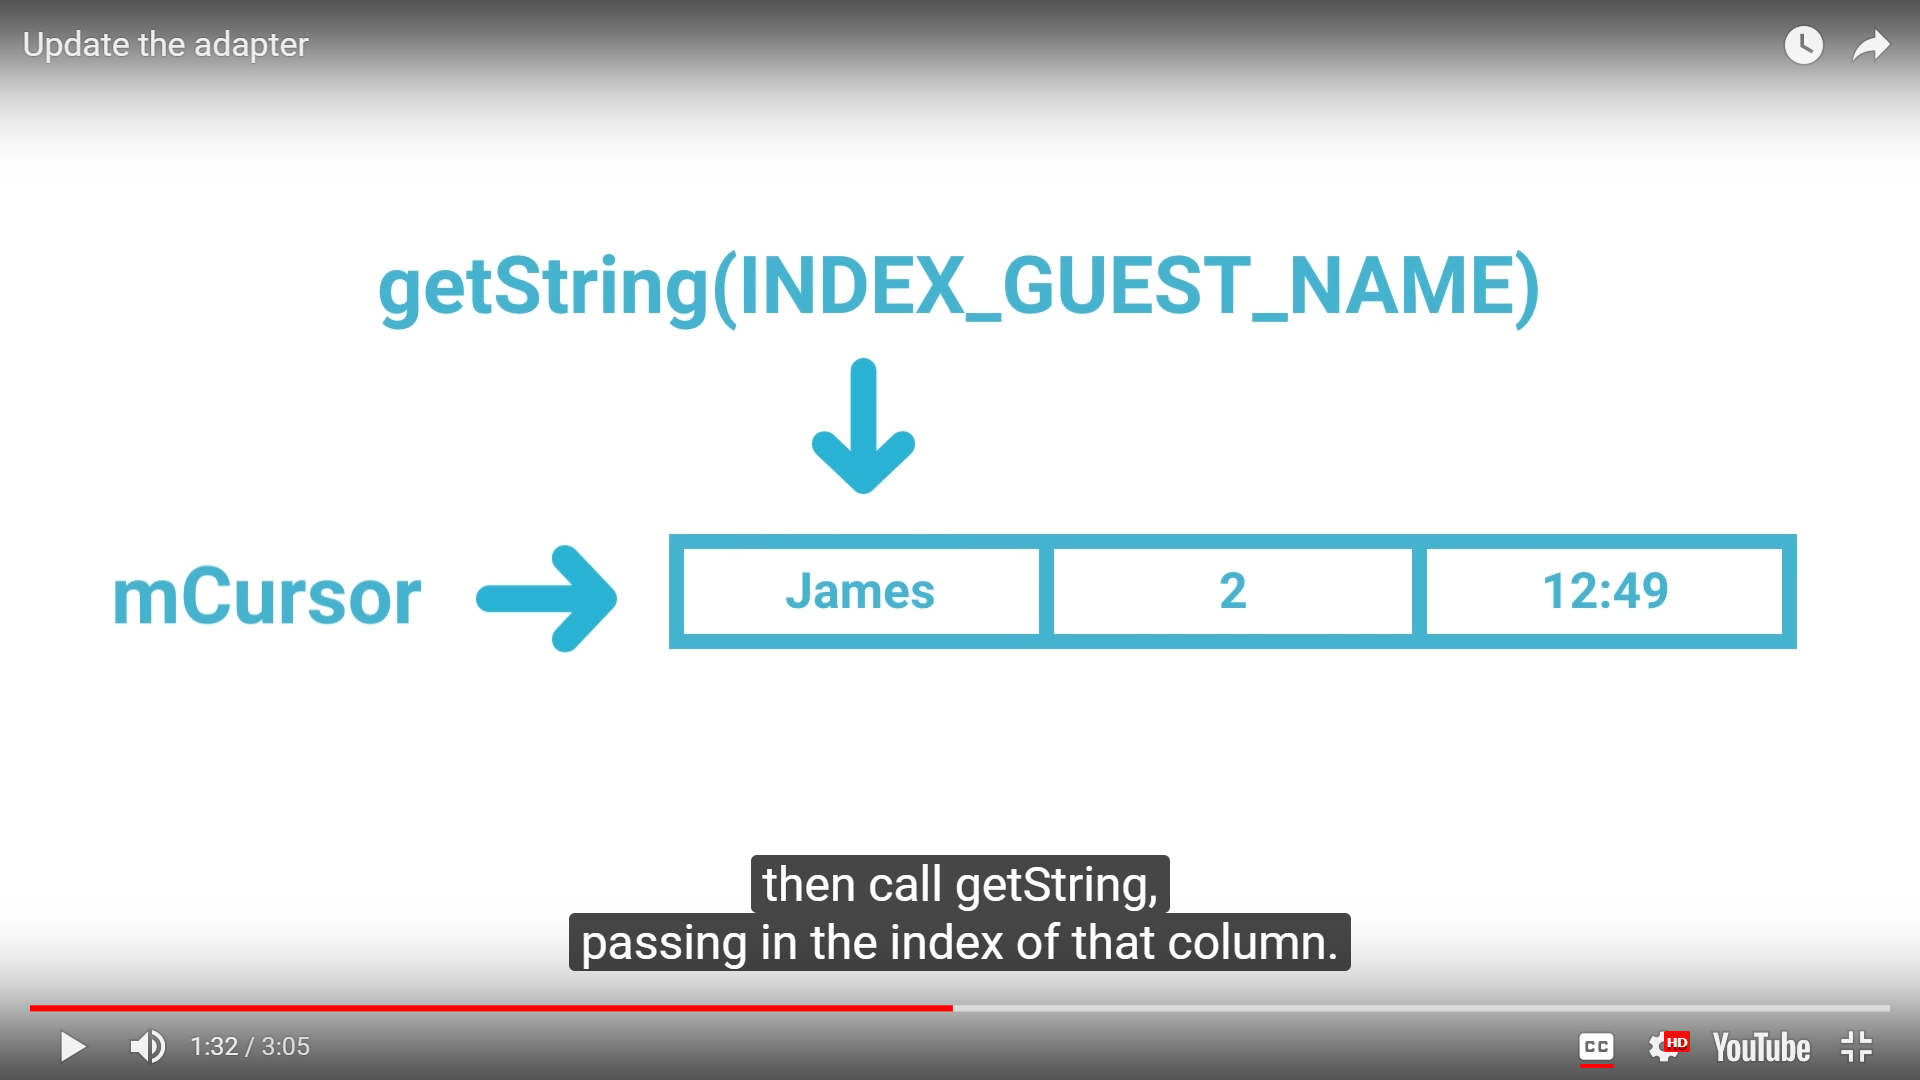 Update the adapter
getString(INDEX_GUEST_NAME)
mCursor
James 2 12:49
then call getString,
passing in the index of that column.
1:32 / 3:05
CC HD YouTube